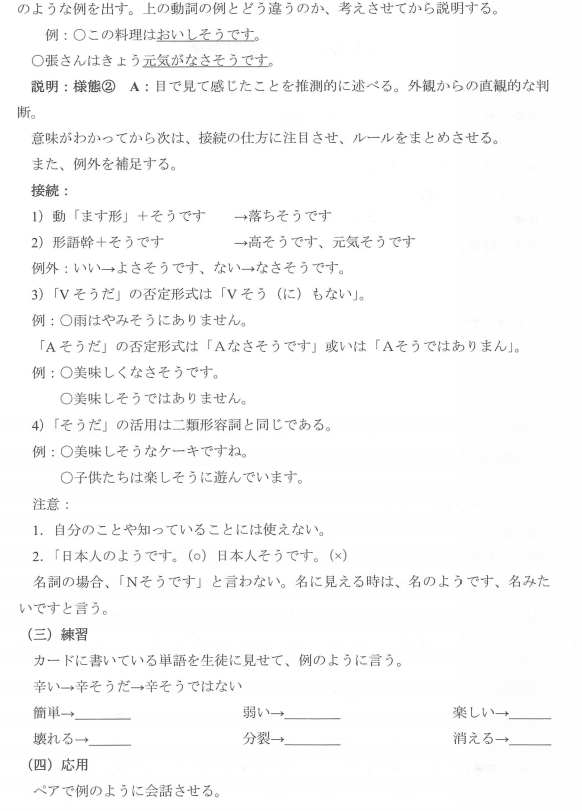 のような例を出す。上の動詞の例とどう違うのか、考えさせてから説明する。
例：○この料理はおいしそうです。
○張さんはきょう元気がなさそうです。
説明：様態② A：目で見て感じたことを推測的に述べる。外観からの直観的な判
断。
意味がわかってから次は、接続の仕方に注目させ、ルールをまとめさせる。
また、例外を補足する。
接続：
1）動「ます形」＋そうです →落ちそうです
2）形語幹＋そうです →高そうです、元気そうです
例外：いい→よさそうです、ない→なさそうです。
3）「V そうだ」の否定形式は「V そう（に）もない」。
例：○雨はやみそうにありません。
「A そうだ」の否定形式は「Aなさそうです」或いは「Aそうではありまん」。
例：○美味しくなさそうです。
○美味しそうではありません。
4）「そうだ」の活用は二類形容詞と同じである。
例：○美味しそうなケーキですね。
○子供たちは楽しそうに遊んでいます。
注意：
1．自分のことや知っていることには使えない。
2．「日本人のようです。（○）日本人そうです。（×）
名詞の場合、「Nそうです」と言わない。名に見える時は、名のようです、名みた
いですと言う。
（三）練習
カードに書いている単語を生徒に見せて、例のように言う。
辛い→辛そうだ→辛そうではない
簡単→______ 弱い→______ 楽しい→_____
壊れる→_____ 分裂→______ 消える→_____
（四）応用
ペアで例のように会話させる。